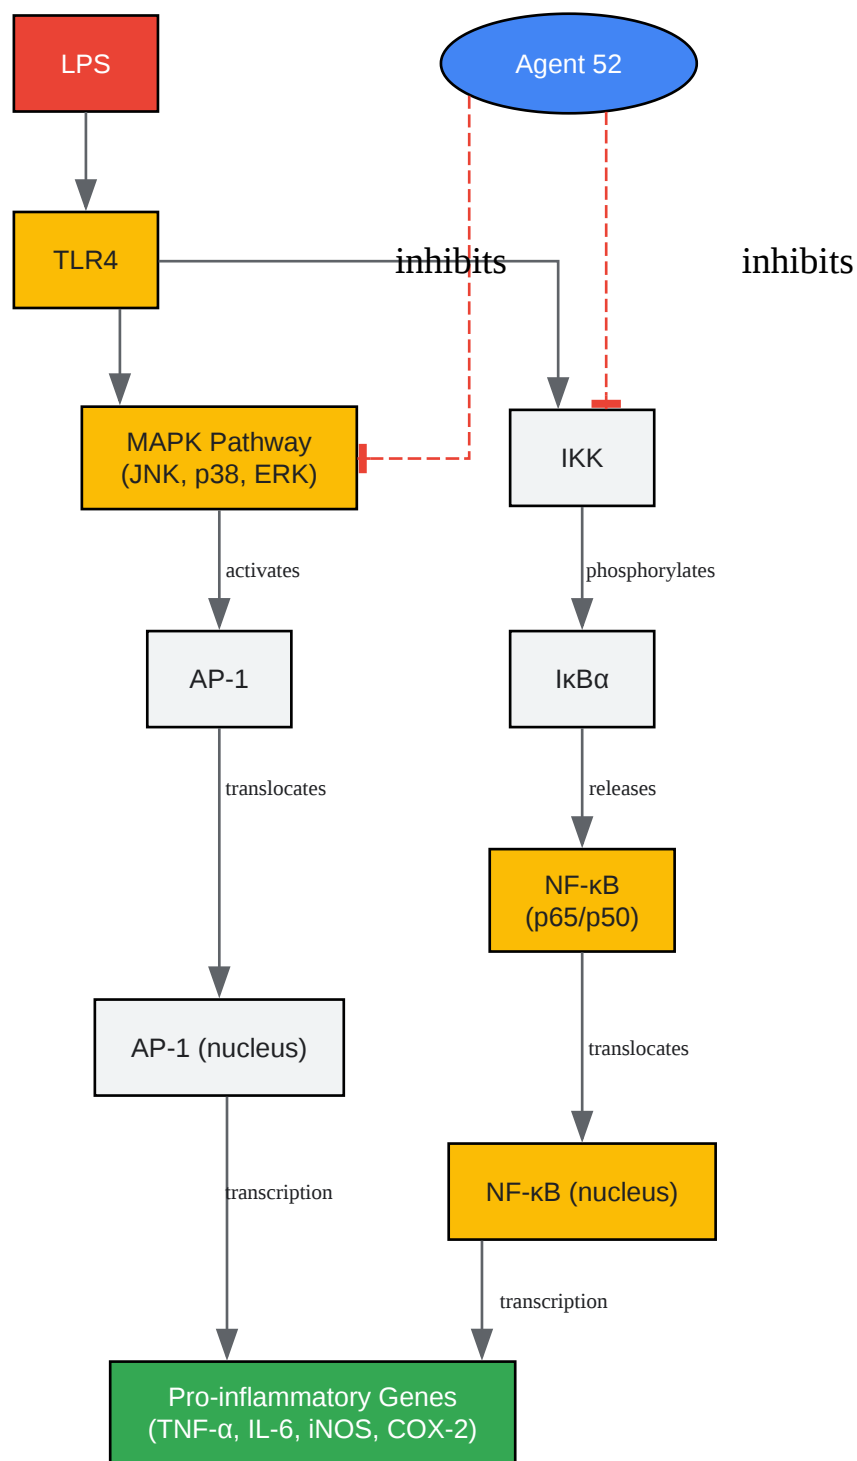 LPS
Agent 52
TLR4
inhibits
inhibits
MAPK Pathway
(JNK, p38, ERK)
IKK
activates
phosphorylates
AP-1
IκBα
translocates
releases
NF-κB
(p65/p50)
AP-1 (nucleus)
translocates
transcription
NF-κB (nucleus)
transcription
Pro-inflammatory Genes
(TNF-α, IL-6, iNOS, COX-2)